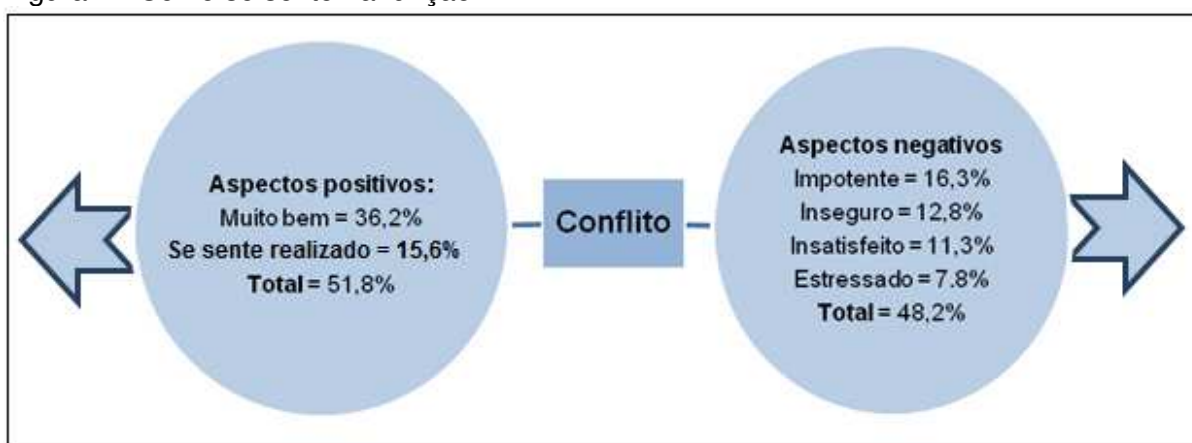 Aspectos positivos:
Muito bem = 36,2%
Se sente realizado = 15,6%
Total = 51,8%
Conflito
Aspectos negativos
Impotente = 16,3%
Inseguro = 12,8%
Insatisfeito = 11,3%
Estressado = 7.8%
Total = 48,2%